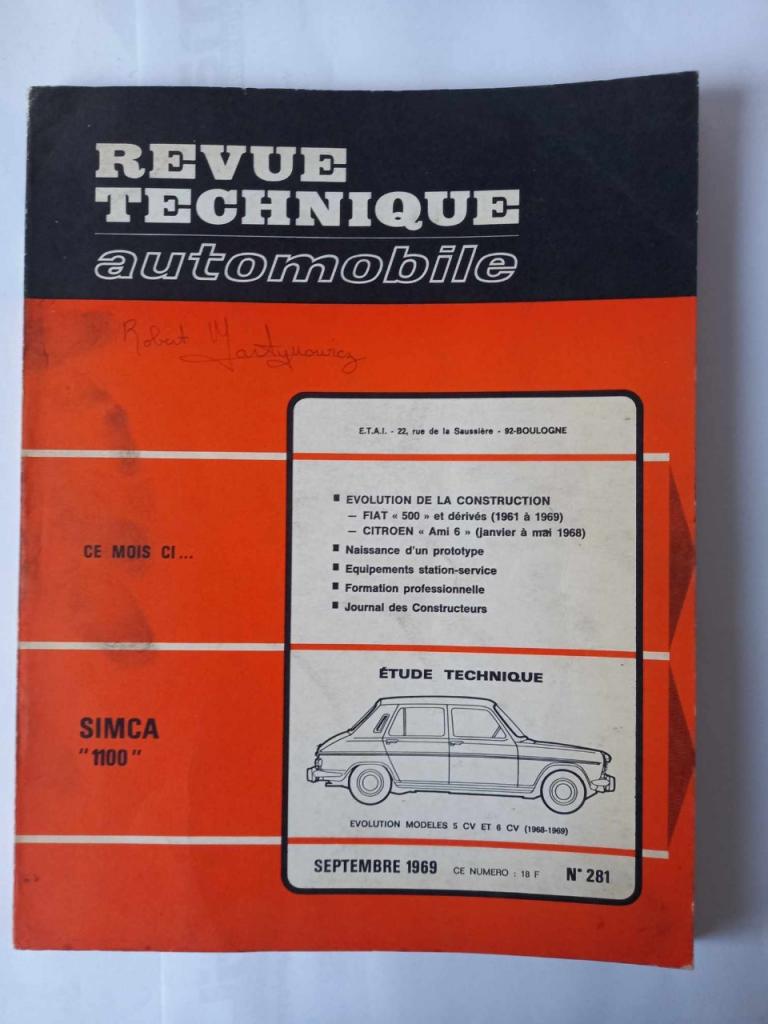 REVUE
TECHNIQUE
automobile
Robert Martynowicz
E.T.A.I. - 22, rue de la Saussière - 92-BOULOGNE
CE MOIS CI...
■ EVOLUTION DE LA CONSTRUCTION
— FIAT « 500 » et dérivés (1961 à 1969)
— CITROEN « Ami 6 » (janvier à mai 1968)
■ Naissance d'un prototype
■ Equipements station-service
■ Formation professionnelle
■ Journal des Constructeurs
SIMCA
"1100"
ÉTUDE TECHNIQUE
EVOLUTION MODELES 5 CV ET 6 CV (1968-1969)
SEPTEMBRE 1969 CE NUMERO : 18 F N° 281